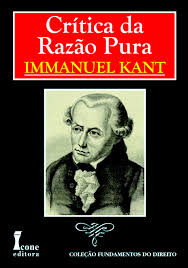 Crítica da
Razão Pura
IMMANUEL KANT
Ícone
editora
COLEÇÃO FUNDAMENTOS DO DIREITO